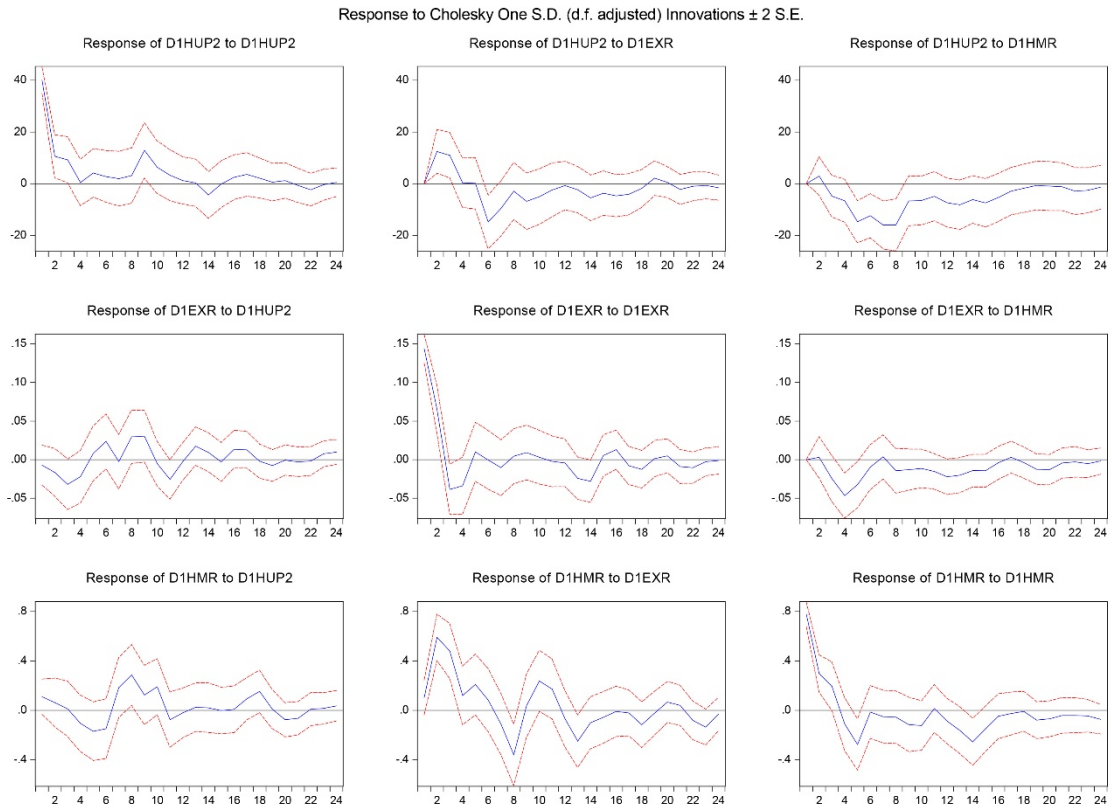 Response to Cholesky One S.D. (d.f. adjusted) Innovations ± 2 S.E.
Response of D1HUP2 to D1HUP2
Response of D1HUP2 to D1EXR
Response of D1HUP2 to D1HMR
40
20
0
-20
2 4 6 8 10 12 14 16 18 20 22 24
40
20
0
-20
2 4 6 8 10 12 14 16 18 20 22 24
40
20
0
-20
2 4 6 8 10 12 14 16 18 20 22 24
Response of D1EXR to D1HUP2
Response of D1EXR to D1EXR
Response of D1EXR to D1HMR
.15
.10
.05
.00
-.05
2 4 6 8 10 12 14 16 18 20 22 24
.15
.10
.05
.00
-.05
2 4 6 8 10 12 14 16 18 20 22 24
.15
.10
.05
.00
-.05
2 4 6 8 10 12 14 16 18 20 22 24
Response of D1HMR to D1HUP2
Response of D1HMR to D1EXR
Response of D1HMR to D1HMR
.8
.4
.0
-.4
2 4 6 8 10 12 14 16 18 20 22 24
.8
.4
.0
-.4
2 4 6 8 10 12 14 16 18 20 22 24
.8
.4
.0
-.4
2 4 6 8 10 12 14 16 18 20 22 24